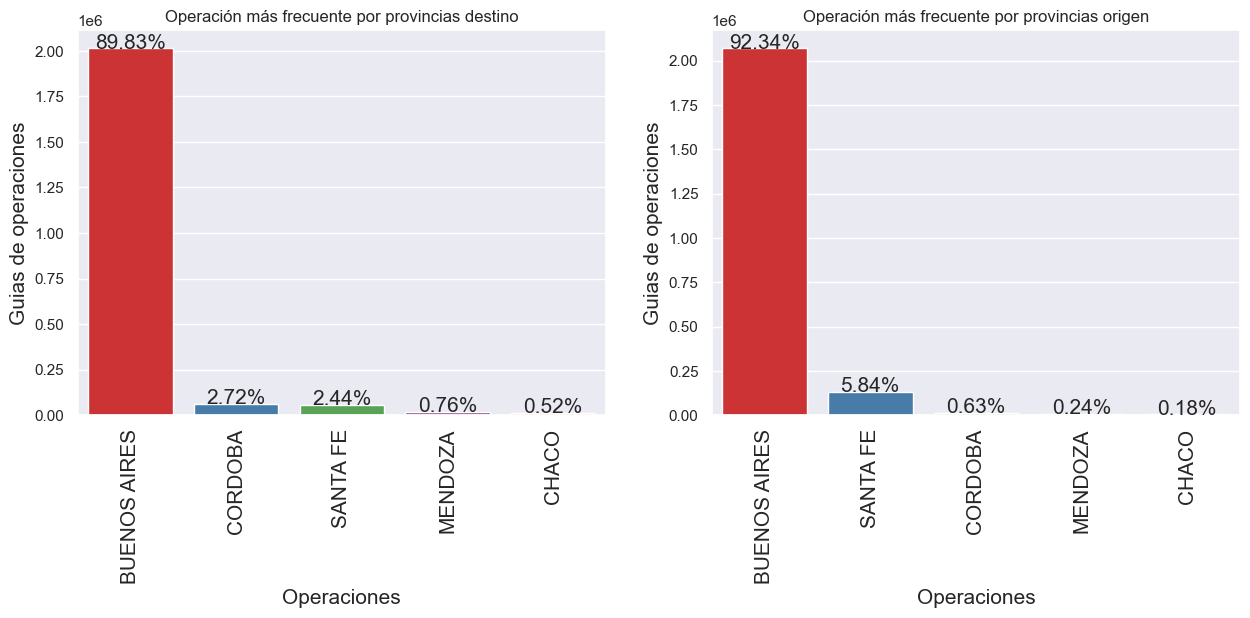 Operación más frecuente por provincias destino
1e6
Guias de operaciones
2.00
1.75
1.50
1.25
1.00
0.75
0.50
0.25
0.00
89.83%
2.72%
2.44%
0.76%
0.52%
BUENOS AIRES
CORDOBA
SANTA FE
MENDOZA
CHACO
Operaciones
Operación más frecuente por provincias origen
1e6
Guias de operaciones
2.00
1.75
1.50
1.25
1.00
0.75
0.50
0.25
0.00
92.34%
5.84%
0.63%
0.24%
0.18%
BUENOS AIRES
SANTA FE
CORDOBA
MENDOZA
CHACO
Operaciones